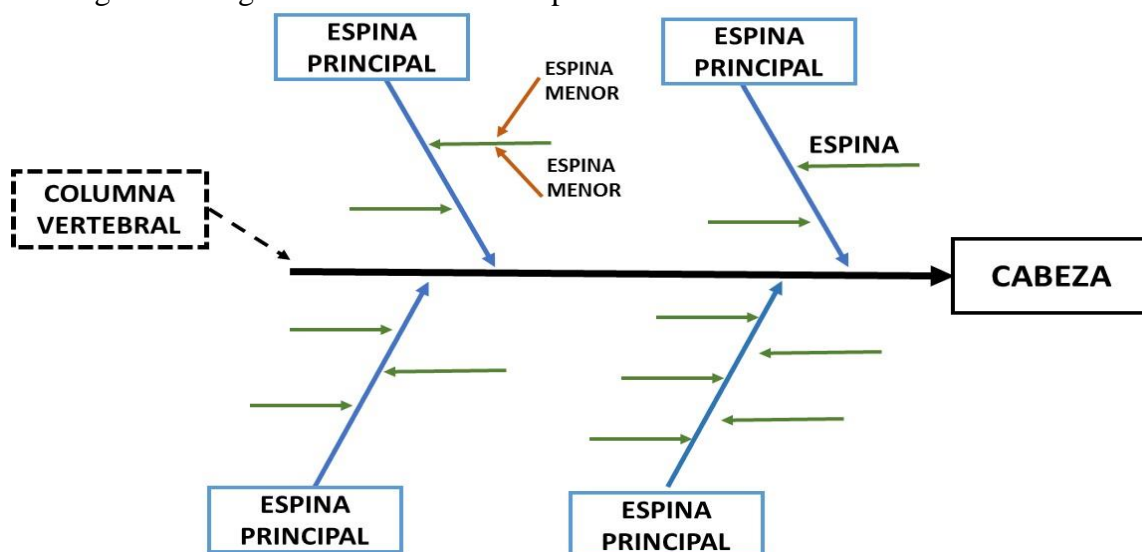 ESPINA
PRINCIPAL
ESPINA
PRINCIPAL
ESPINA
MENOR
ESPINA
ESPINA
MENOR
COLUMNA
VERTEBRAL
CABEZA
ESPINA
PRINCIPAL
ESPINA
PRINCIPAL